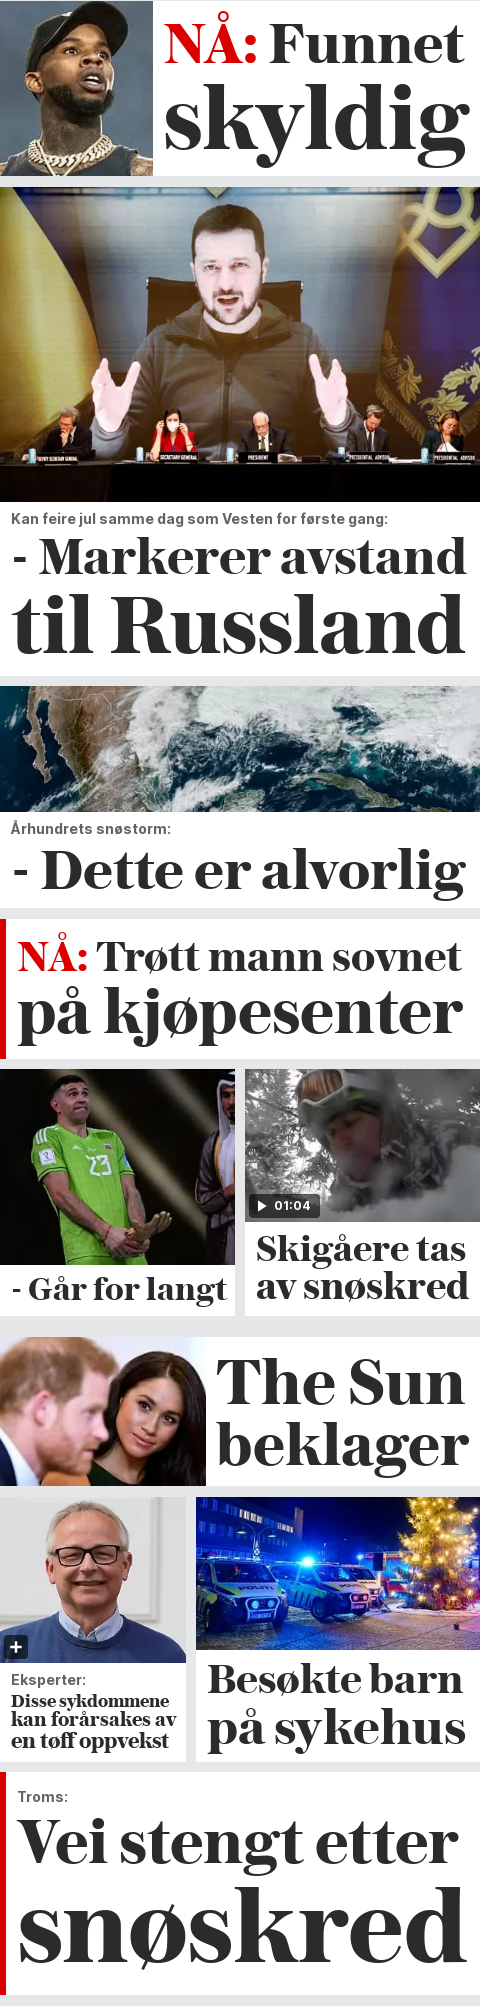 NÅ: Funnet
skyldig
DEPUTY SECRETARY GENERAL
SECRETARY GENERAL
PRESIDENT
PRESIDENTIAL ADVISOR
PRESIDENTIAL ADVISOR
Kan feire jul samme dag som Vesten for første gang:
- Markerer avstand
til Russland
Århundrets snøstorm:
- Dette er alvorlig
NÅ: Trøtt mann sovnet
på kjøpesenter
23
- Går for langt
01:04
Skigåere tas
av snøskred
The Sun
beklager
Eksperter:
Disse sykdommene
kan forårsakes av
en tøff oppvekst
POLITI
POLITI
Besøkte barn
på sykehus
Troms:
Vei stengt etter
snøskred